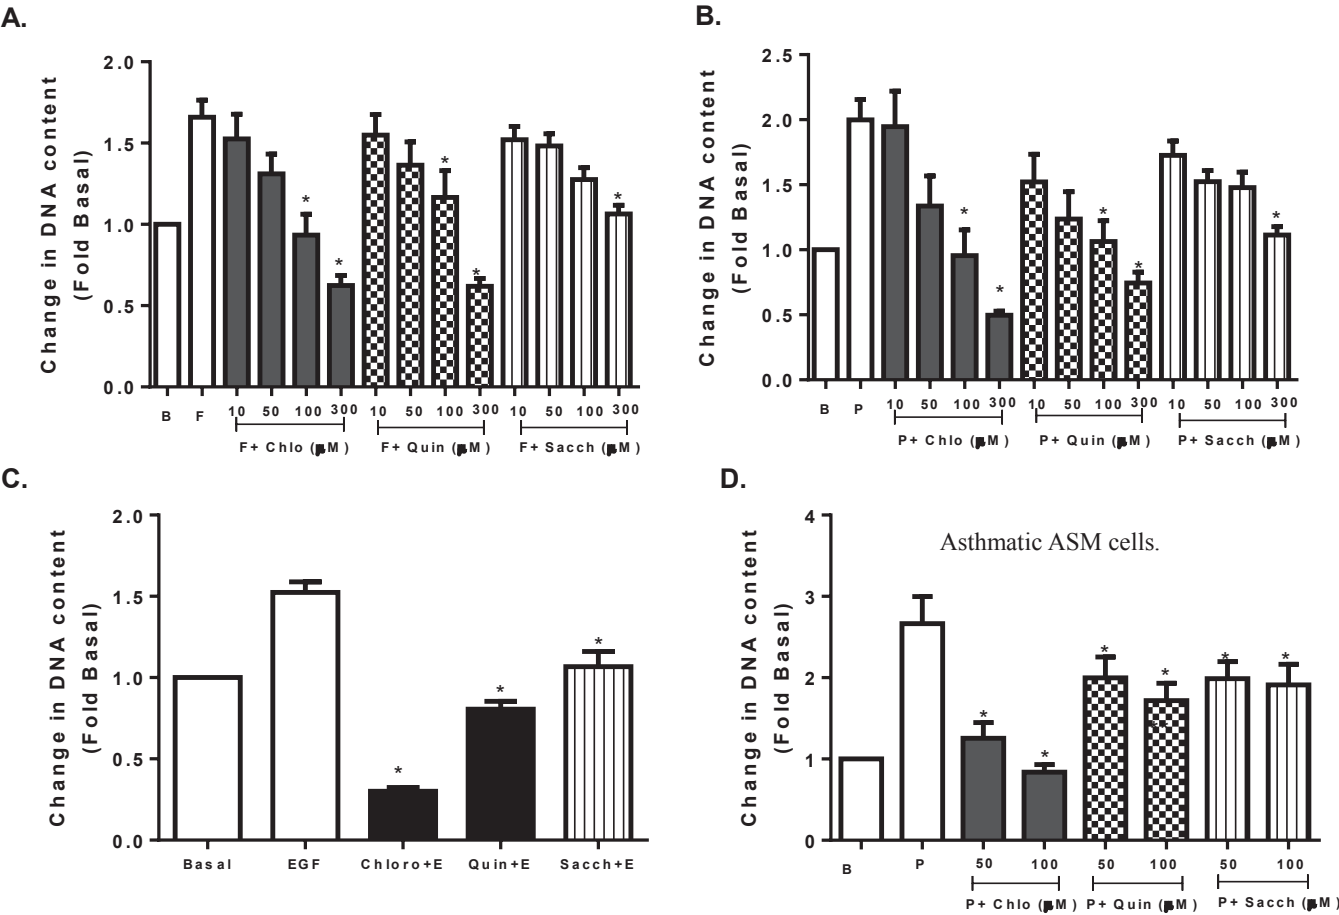 A.
Change in DNA content
(Fold Basal)
2.0
1.5
1.0
0.5
0.0
* * * * *
B F 10 50 100 300 10 50 100 300 10 50 100 300
F+ Chlo (μM) F+ Quin (μM) F+ Sacch (μM)
B.
Change in DNA content
(Fold Basal)
2.5
2.0
1.5
1.0
0.5
0.0
* * * * *
B P 10 50 100 300 10 50 100 300 10 50 100 300
P+ Chlo (μM) P+ Quin (μM) P+ Sacch (μM)
C.
Change in DNA content
(Fold Basal)
2.0
1.5
1.0
0.5
0.0
* * *
Basal EGF Chloro+E Quin+E Sacch+E
D.
Asthmatic ASM cells.
Change in DNA content
(Fold Basal)
4
3
2
1
0
* * * * * *
B P 50 100 50 100 50 100
P+ Chlo (μM) P+ Quin (μM) P+ Sacch (μM)